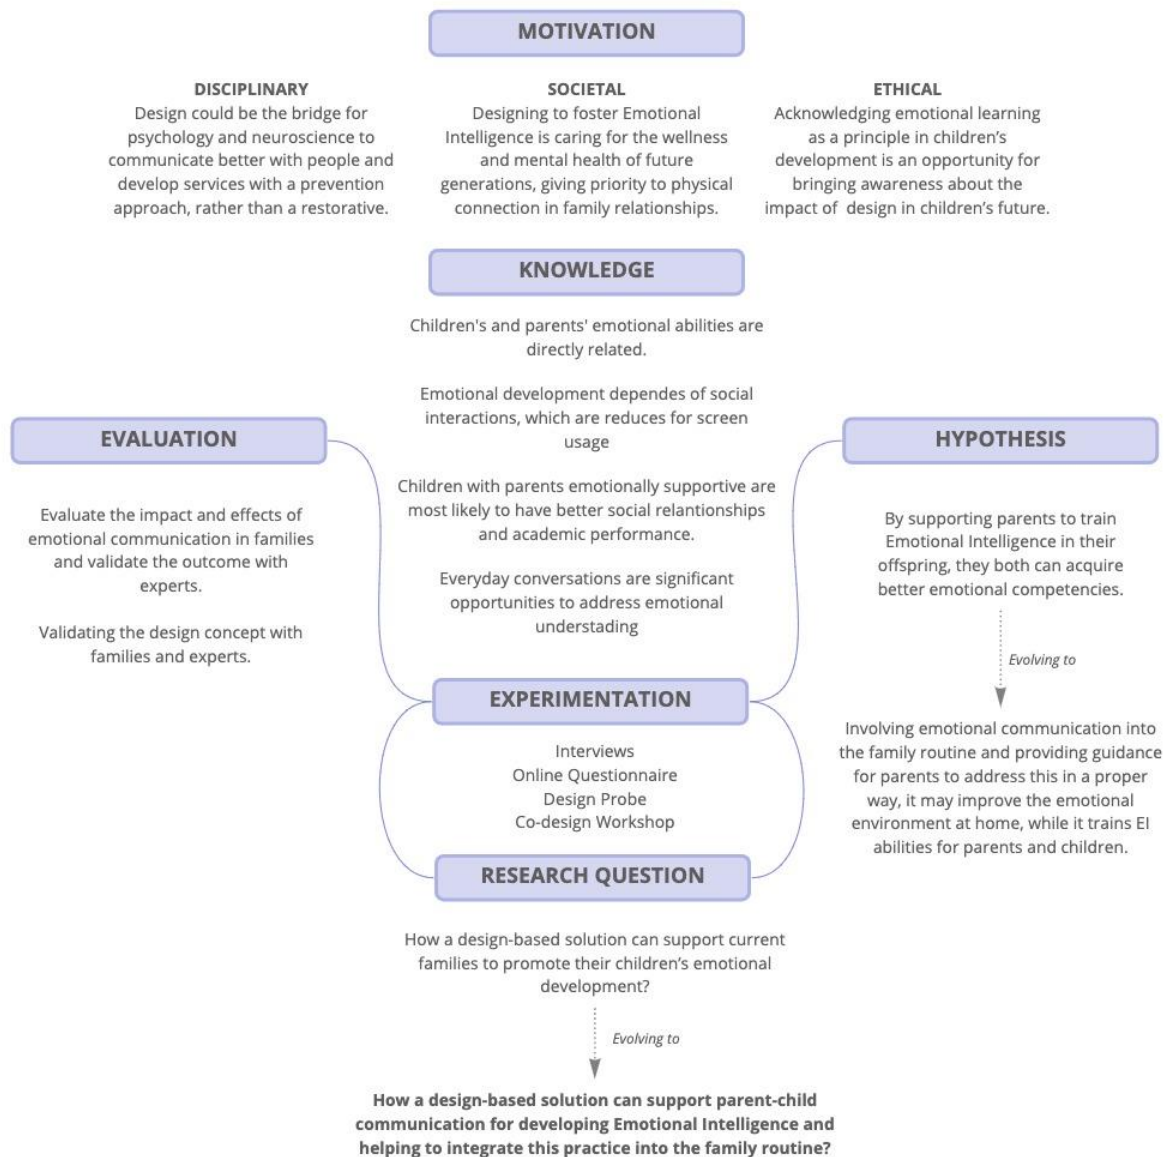 MOTIVATION
DISCIPLINARY
Design could be the bridge for
psychology and neuroscience to
communicate better with people and
develop services with a prevention
approach, rather than a restorative.
SOCIETAL
Designing to foster Emotional
Intelligence is caring for the wellness
and mental health of future
generations, giving priority to physical
connection in family relationships.
ETHICAL
Acknowledging emotional learning
as a principle in children’s
development is an opportunity for
bringing awareness about the
impact of  design in children’s future.
KNOWLEDGE
Children's and parents' emotional abilities are
directly related.
Emotional development dependes of social
interactions, which are reduces for screen
usage
Children with parents emotionally supportive are
most likely to have better social relantionships
and academic performance.
Everyday conversations are significant
opportunities to address emotional
understading
EVALUATION
Evaluate the impact and effects of
emotional communication in families
and validate the outcome with
experts.
Validating the design concept with
families and experts.
HYPOTHESIS
By supporting parents to train
Emotional Intelligence in their
offspring, they both can acquire
better emotional competencies.
Evolving to
Involving emotional communication into
the family routine and providing guidance
for parents to address this in a proper
way, it may improve the emotional
environment at home, while it trains EI
abilities for parents and children.
EXPERIMENTATION
Interviews
Online Questionnaire
Design Probe
Co-design Workshop
RESEARCH QUESTION
How a design-based solution can support current
families to promote their children’s emotional
development?
Evolving to
How a design-based solution can support parent-child
communication for developing Emotional Intelligence and
helping to integrate this practice into the family routine?